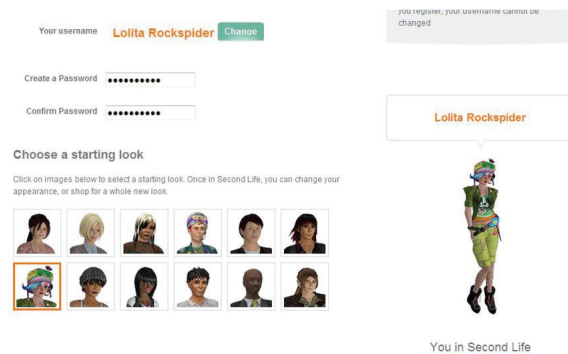 you register, your username cannot be
changed
Your username Lolita Rockspider Change
Create a Password ••••••••••
Confirm Password ••••••••••
Lolita Rockspider
Choose a starting look
Click on images below to select a starting look. Once in Second Life, you can change your
appearance, or shop for a whole new look.
You in Second Life